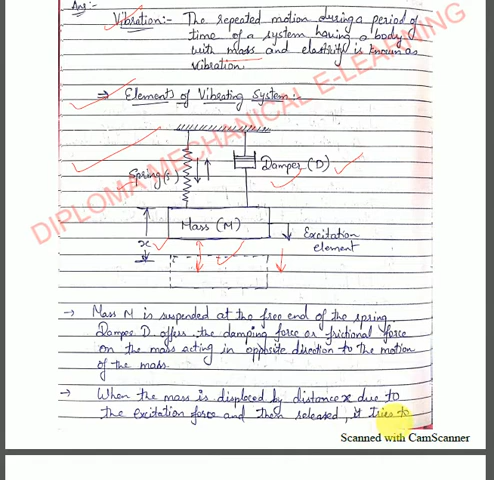 Ans:-
Vibration:- The repeated motion during a period of
time of a system having a body
with mass and elasticity is known as
vibration.
⇒ Elements of Vibrating System:-
Spring(s)
Damper (D)
Mass (M)
Excitation
element
x
→ Mass M is suspended at the free end of the spring.
Damper D offers the damping force or frictional force
on the mass acting in opposite direction to the motion
of the mass.
→ When the mass is displaced by distance x due to
the exitation force and then released, it tries to
Scanned with CamScanner
DIPLOMA MECHANICAL E-LEARNING